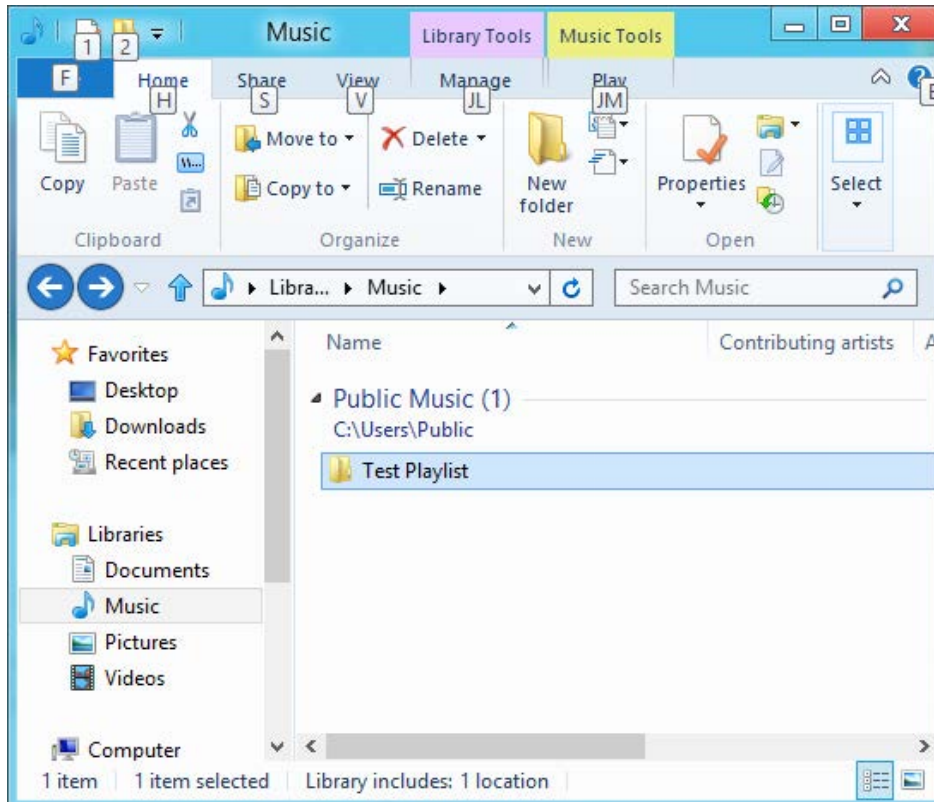 Music
Library Tools
Music Tools
1
2
F
Home
Share
View
Manage
Play
H
S
V
JL
JM
E
Copy
Paste
W...
Move to
Copy to
Delete
Rename
New
folder
Properties
Select
Clipboard
Organize
New
Open
Libra...
Music
Search Music
Name
Contributing artists
A
Favorites
Desktop
Downloads
Recent places
Libraries
Documents
Music
Pictures
Videos
Computer
Public Music (1)
C:\Users\Public
Test Playlist
1 item
1 item selected
Library includes: 1 location